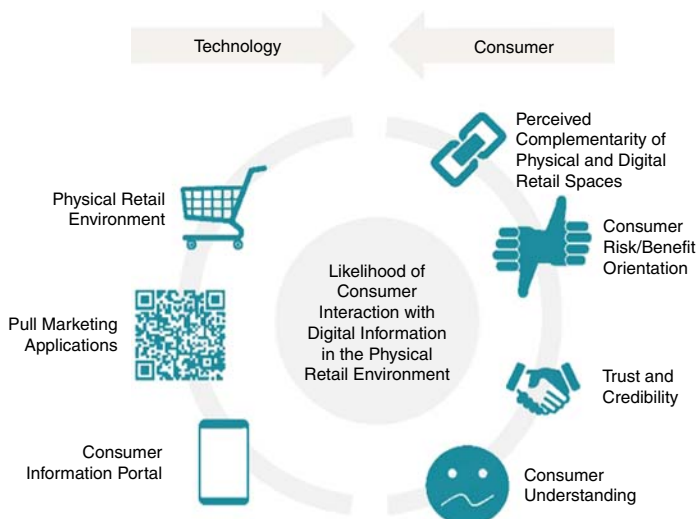 Technology
Consumer
Physical Retail
Environment
Pull Marketing
Applications
Consumer
Information Portal
Likelihood of
Consumer
Interaction with
Digital Information
in the Physical
Retail Environment
Perceived
Complementarity of
Physical and Digital
Retail Spaces
Consumer
Risk/Benefit
Orientation
Trust and
Credibility
Consumer
Understanding